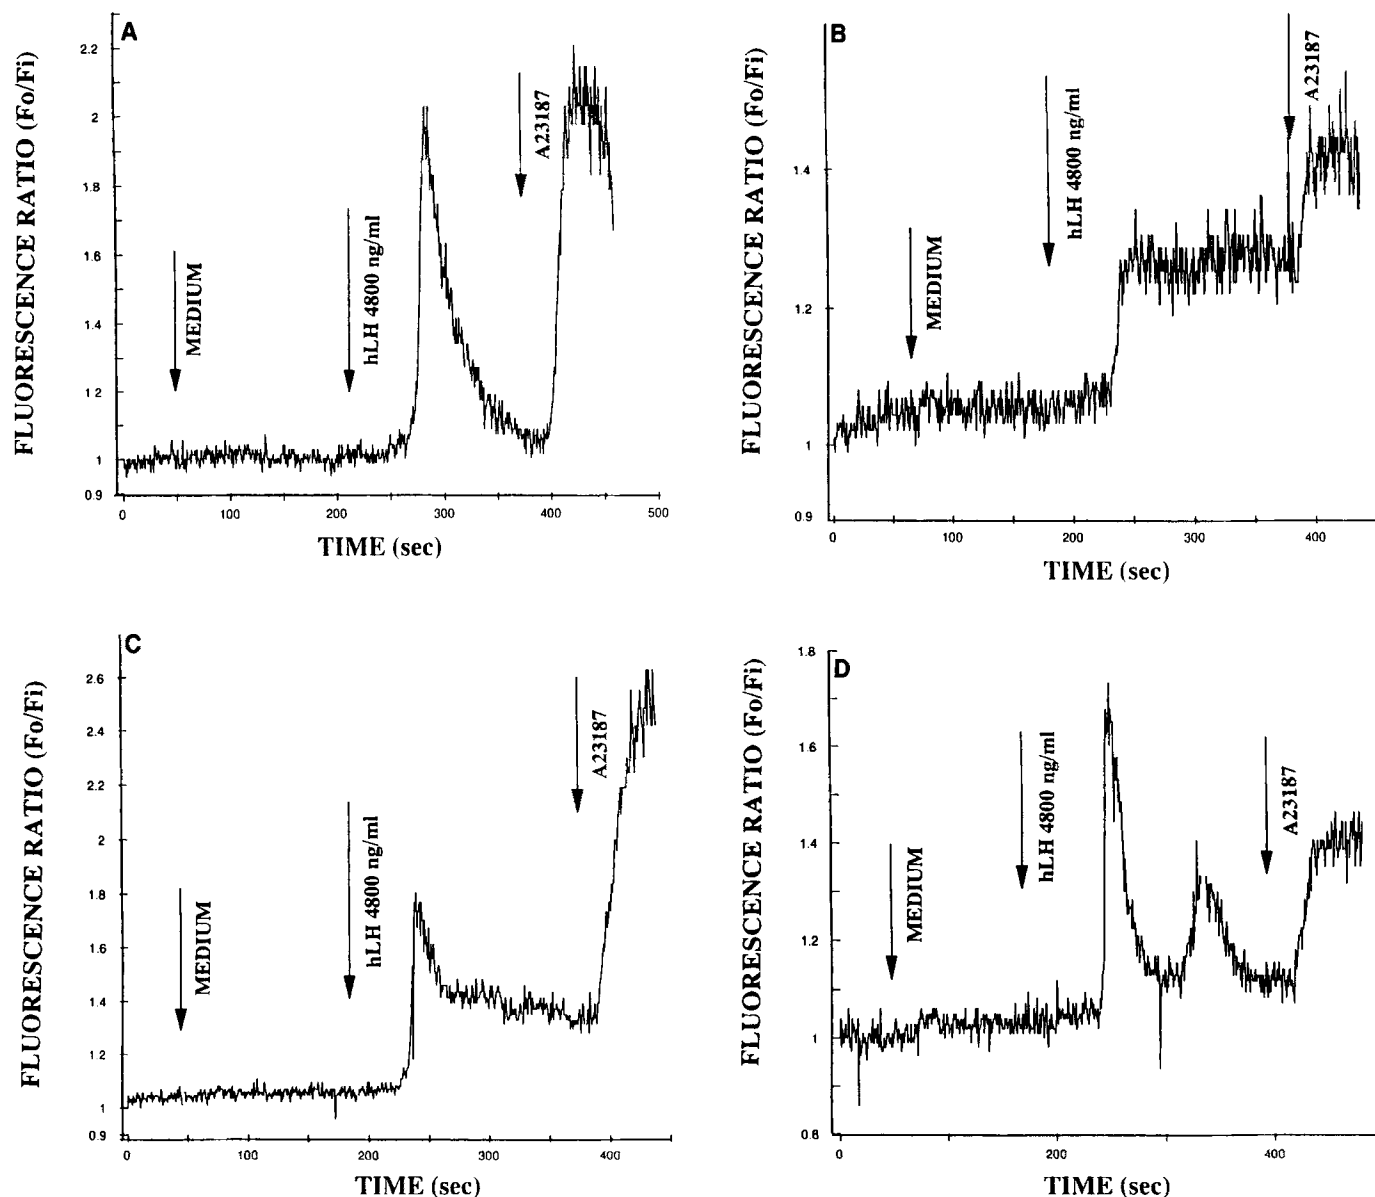 A
FLUORESCENCE RATIO (Fo/Fi)
2.2
2
1.8
1.6
1.4
1.2
1
0.9
MEDIUM
hLH 4800 ng/ml
A23187
0
100
200
300
400
500
TIME (sec)
B
FLUORESCENCE RATIO (Fo/Fi)
1.4
1.2
1
0.9
MEDIUM
hLH 4800 ng/ml
A23187
0
100
200
300
400
TIME (sec)
C
FLUORESCENCE RATIO (Fo/Fi)
2.6
2.4
2.2
2
1.8
1.6
1.4
1.2
1
0.9
MEDIUM
hLH 4800 ng/ml
A23187
0
100
200
300
400
TIME (sec)
D
FLUORESCENCE RATIO (Fo/Fi)
1.8
1.6
1.4
1.2
1
0.8
MEDIUM
hLH 4800 ng/ml
A23187
0
200
400
TIME (sec)